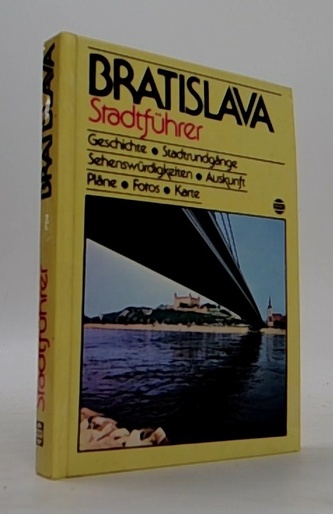 BRATISLAVA
Stadtführer
Geschichte • Stadtrundgänge
Sehenswürdigkeiten • Auskunft
Pläne • Fotos • Karte
BRATISLAVA
Stadtführer